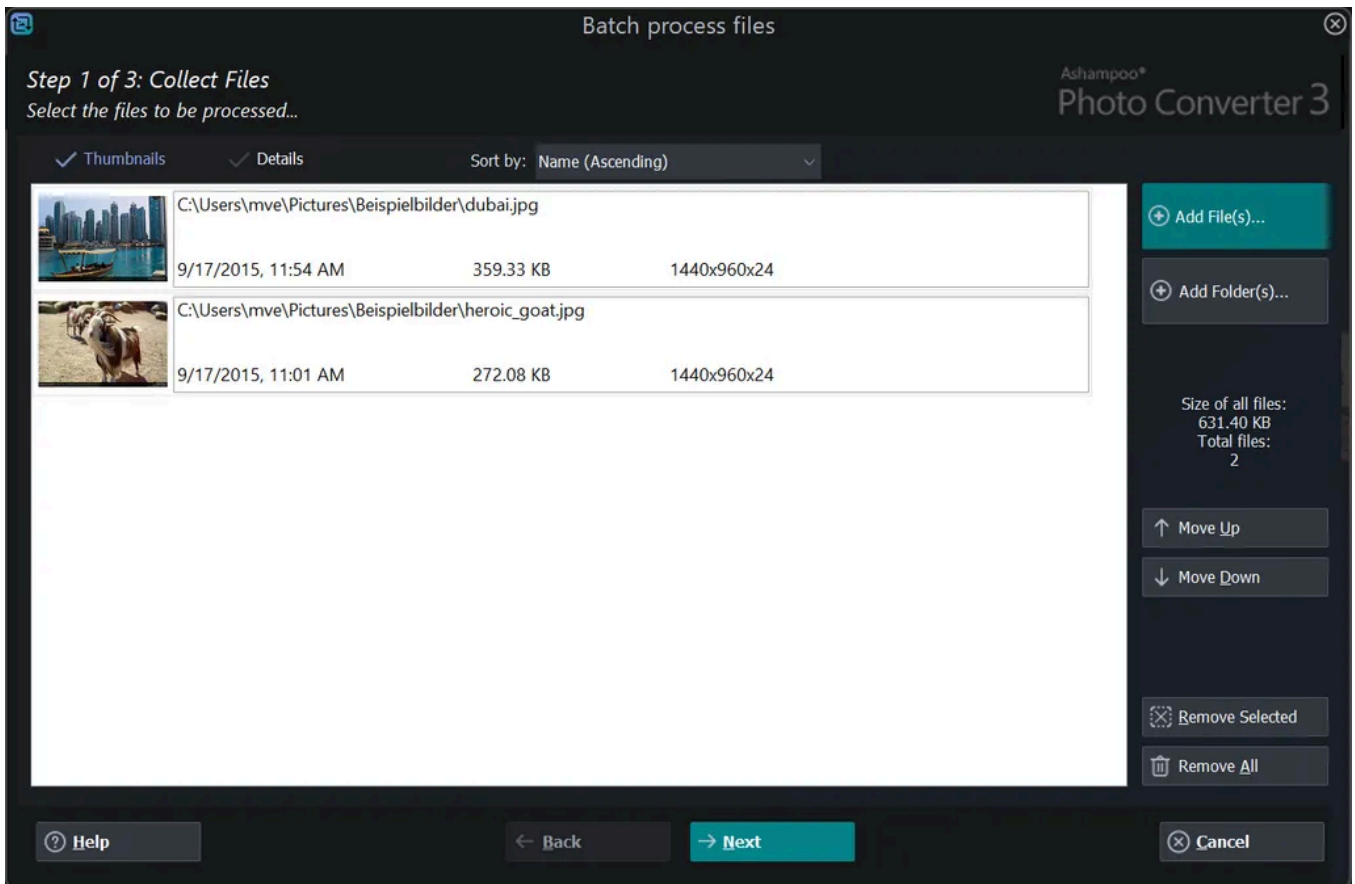 Batch process files
Step 1 of 3: Collect Files
Select the files to be processed...
Ashampoo®
Photo Converter 3
Thumbnails
Details
Sort by:
Name (Ascending)
C:\Users\mve\Pictures\Beispielbilder\dubai.jpg
9/17/2015, 11:54 AM 359.33 KB 1440x960x24
C:\Users\mve\Pictures\Beispielbilder\heroic_goat.jpg
9/17/2015, 11:01 AM 272.08 KB 1440x960x24
Add File(s)...
Add Folder(s)...
Size of all files:
631.40 KB
Total files:
2
Move Up
Move Down
Remove Selected
Remove All
Help
Back
Next
Cancel